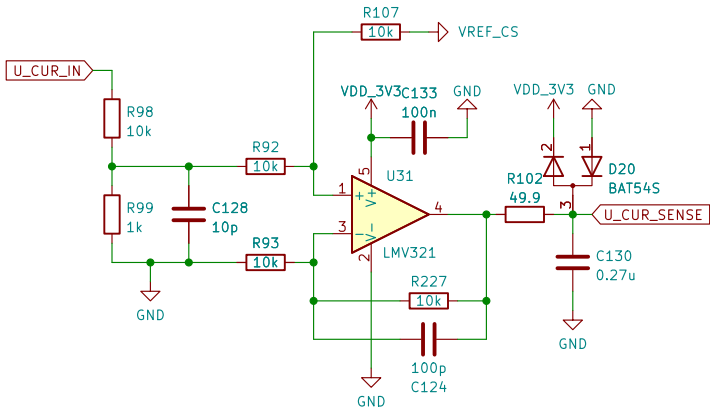 R107
10k
VREF_CS
U_CUR_IN
VDD_3V3
C133
100n
GND
VDD_3V3
GND
R98
10k
R92
10k
5
U31
2
1
D20
BAT54S
1
+
V+
R102
49.9
3
4
U_CUR_SENSE
R99
1k
C128
10p
3
−
V-
2
LMV321
R93
10k
C130
0.27u
R227
10k
GND
GND
100p
C124
GND